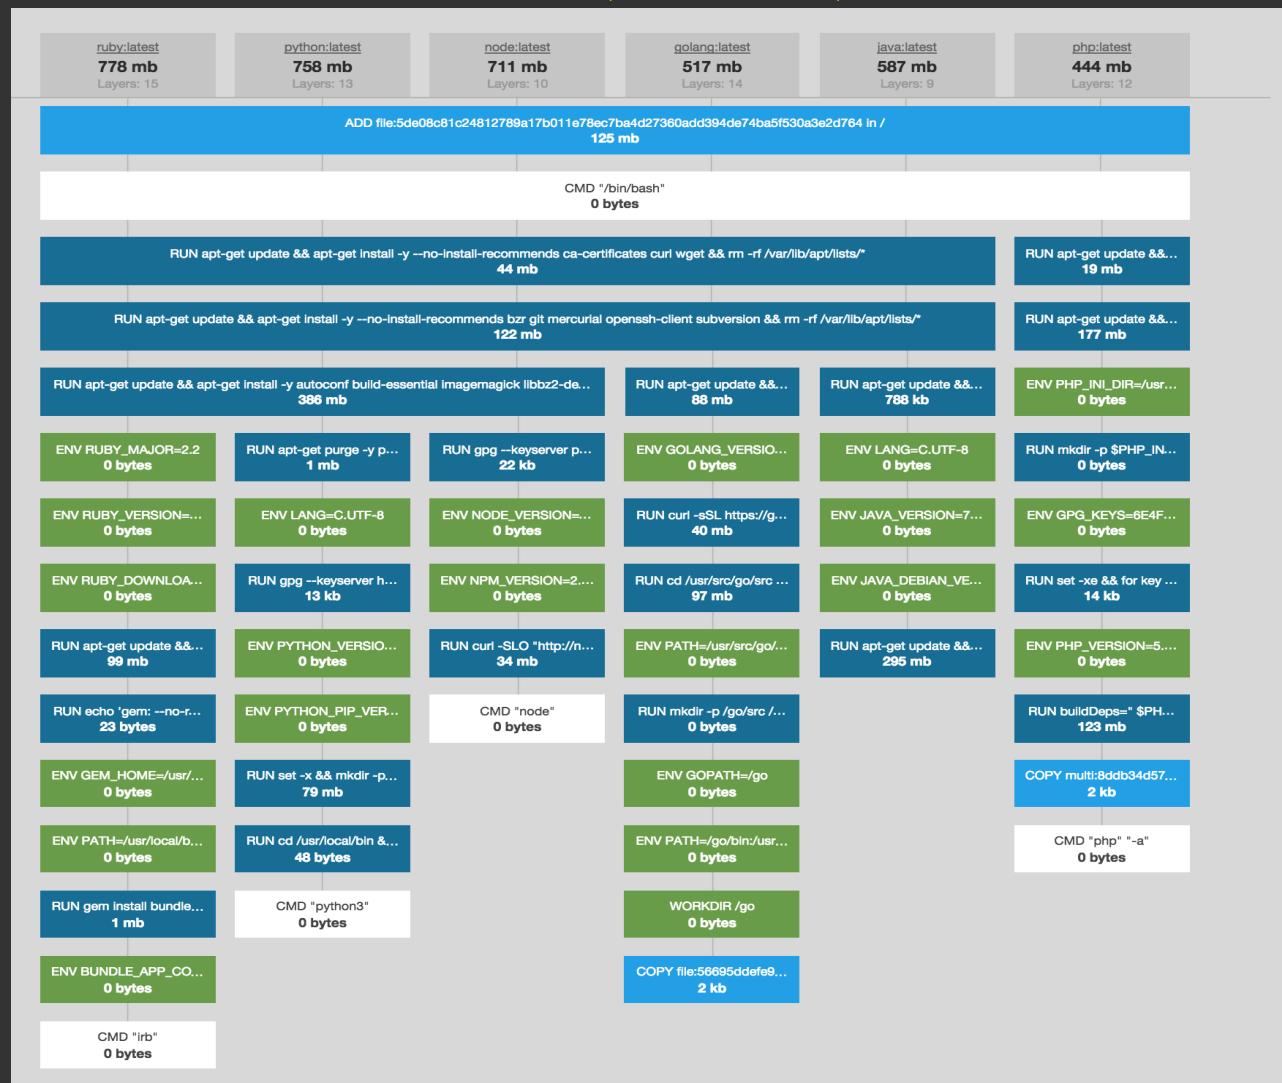 ruby:latest
778 mb
Layers: 15
python:latest
758 mb
Layers: 13
node:latest
711 mb
Layers: 10
golang:latest
517 mb
Layers: 14
java:latest
587 mb
Layers: 9
php:latest
444 mb
Layers: 12
ADD file:5de08c81c24812789a17b011e78ec7ba4d27360add394de74ba5f530a3e2d764 in /
125 mb
CMD "/bin/bash"
0 bytes
RUN apt-get update && apt-get install -y --no-install-recommends ca-certificates curl wget && rm -rf /var/lib/apt/lists/*
44 mb
RUN apt-get update &&...
19 mb
RUN apt-get update && apt-get install -y --no-install-recommends bzr git mercurial openssh-client subversion && rm -rf /var/lib/apt/lists/*
122 mb
RUN apt-get update &&...
177 mb
RUN apt-get update && apt-get install -y autoconf build-essential imagemagick libbz2-de...
386 mb
RUN apt-get update &&...
88 mb
RUN apt-get update &&...
788 kb
ENV PHP_INI_DIR=/usr...
0 bytes
ENV RUBY_MAJOR=2.2
0 bytes
RUN apt-get purge -y p...
1 mb
RUN gpg --keyserver p...
22 kb
ENV GOLANG_VERSIO...
0 bytes
ENV LANG=C.UTF-8
0 bytes
RUN mkdir -p $PHP_IN...
0 bytes
ENV RUBY_VERSION=...
0 bytes
ENV LANG=C.UTF-8
0 bytes
ENV NODE_VERSION=...
0 bytes
RUN curl -sSL https://g...
40 mb
ENV JAVA_VERSION=7...
0 bytes
ENV GPG_KEYS=6E4F...
0 bytes
ENV RUBY_DOWNLOA...
0 bytes
RUN gpg --keyserver h...
13 kb
ENV NPM_VERSION=2....
0 bytes
RUN cd /usr/src/go/src ...
97 mb
ENV JAVA_DEBIAN_VE...
0 bytes
RUN set -xe && for key ...
14 kb
RUN apt-get update &&...
99 mb
ENV PYTHON_VERSIO...
0 bytes
RUN curl -SLO "http://n...
34 mb
ENV PATH=/usr/src/go/...
0 bytes
RUN apt-get update &&...
295 mb
ENV PHP_VERSION=5....
0 bytes
RUN echo 'gem: --no-r...
23 bytes
ENV PYTHON_PIP_VER...
0 bytes
CMD "node"
0 bytes
RUN mkdir -p /go/src /...
0 bytes
RUN buildDeps=" $PH...
123 mb
ENV GEM_HOME=/usr/...
0 bytes
RUN set -x && mkdir -p...
79 mb
ENV GOPATH=/go
0 bytes
COPY multi:8ddb34d57...
2 kb
ENV PATH=/usr/local/b...
0 bytes
RUN cd /usr/local/bin &...
48 bytes
ENV PATH=/go/bin:/usr...
0 bytes
CMD "php" "-a"
0 bytes
RUN gem install bundle...
1 mb
CMD "python3"
0 bytes
WORKDIR /go
0 bytes
ENV BUNDLE_APP_CO...
0 bytes
COPY file:56695ddefe9...
2 kb
CMD "irb"
0 bytes